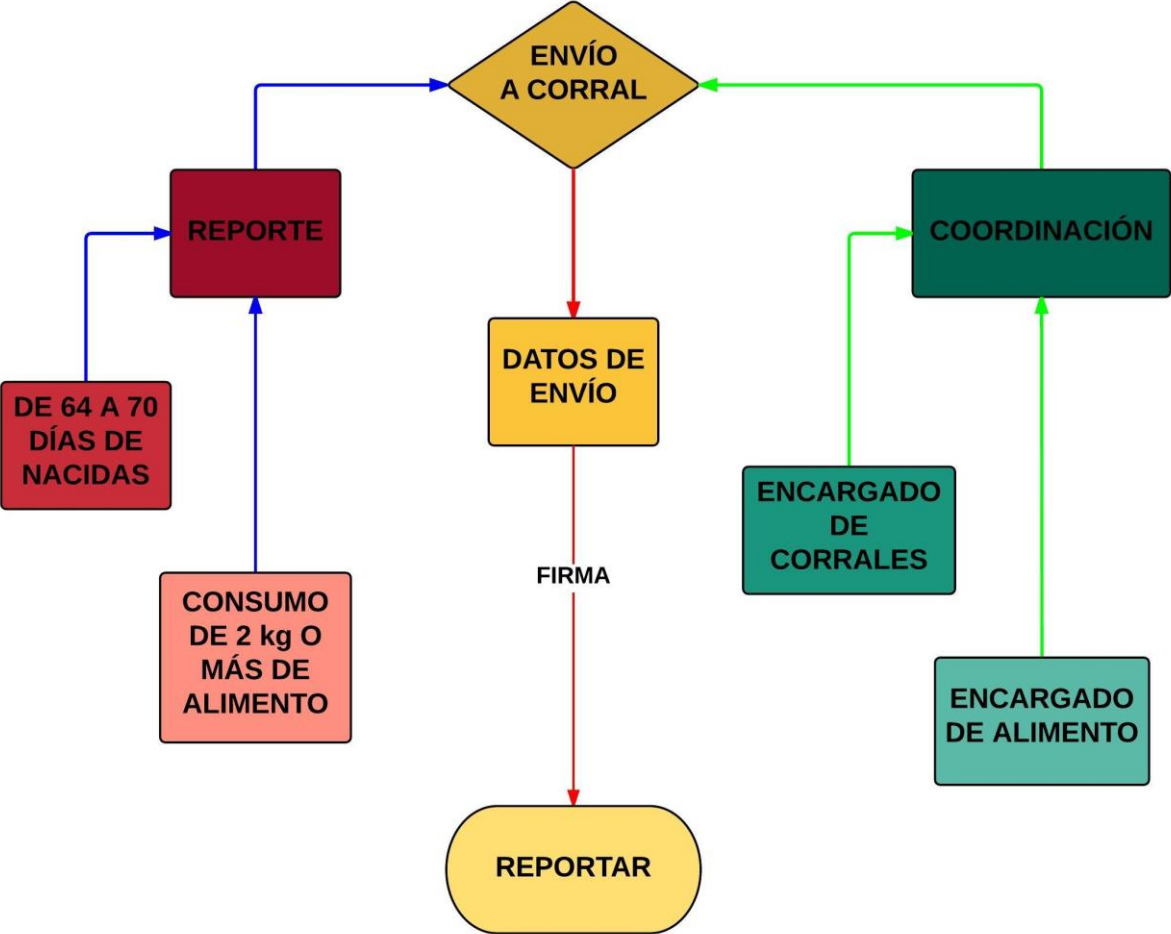 ENVÍO
A CORRAL
REPORTE
COORDINACIÓN
DATOS DE
ENVÍO
DE 64 A 70
DÍAS DE
NACIDAS
ENCARGADO
DE
CORRALES
FIRMA
CONSUMO
DE 2 kg O
MÁS DE
ALIMENTO
ENCARGADO
DE ALIMENTO
REPORTAR